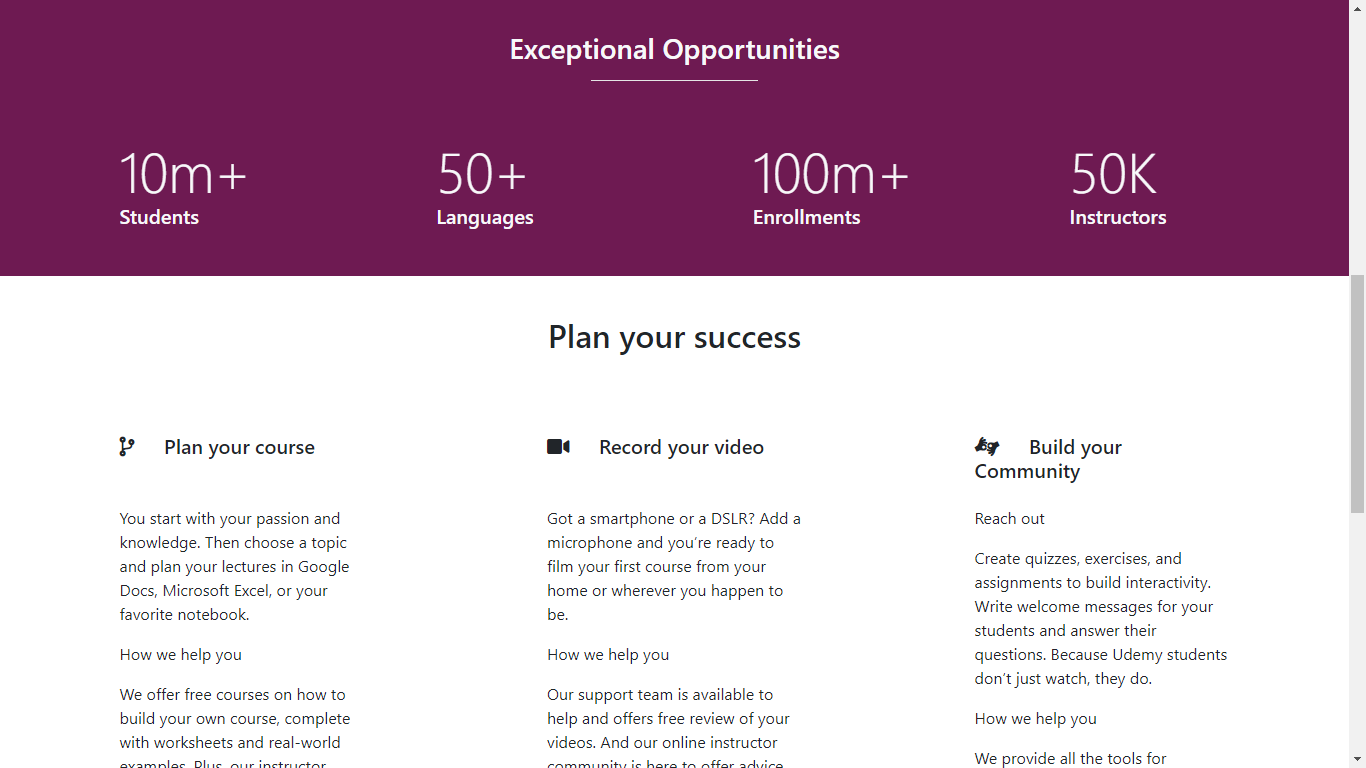 Exceptional Opportunities
10m+
Students
50+
Languages
100m+
Enrollments
50K
Instructors
Plan your success
Plan your course
You start with your passion and
knowledge. Then choose a topic
and plan your lectures in Google
Docs, Microsoft Excel, or your
favorite notebook.
How we help you
We offer free courses on how to
build your own course, complete
with worksheets and real-world
examples. Plus, our instructor
Record your video
Got a smartphone or a DSLR? Add a
microphone and you’re ready to
film your first course from your
home or wherever you happen to
be.
How we help you
Our support team is available to
help and offers free review of your
videos. And our online instructor
community is here to offer advice
Build your
Community
Reach out
Create quizzes, exercises, and
assignments to build interactivity.
Write welcome messages for your
students and answer their
questions. Because Udemy students
don’t just watch, they do.
How we help you
We provide all the tools for